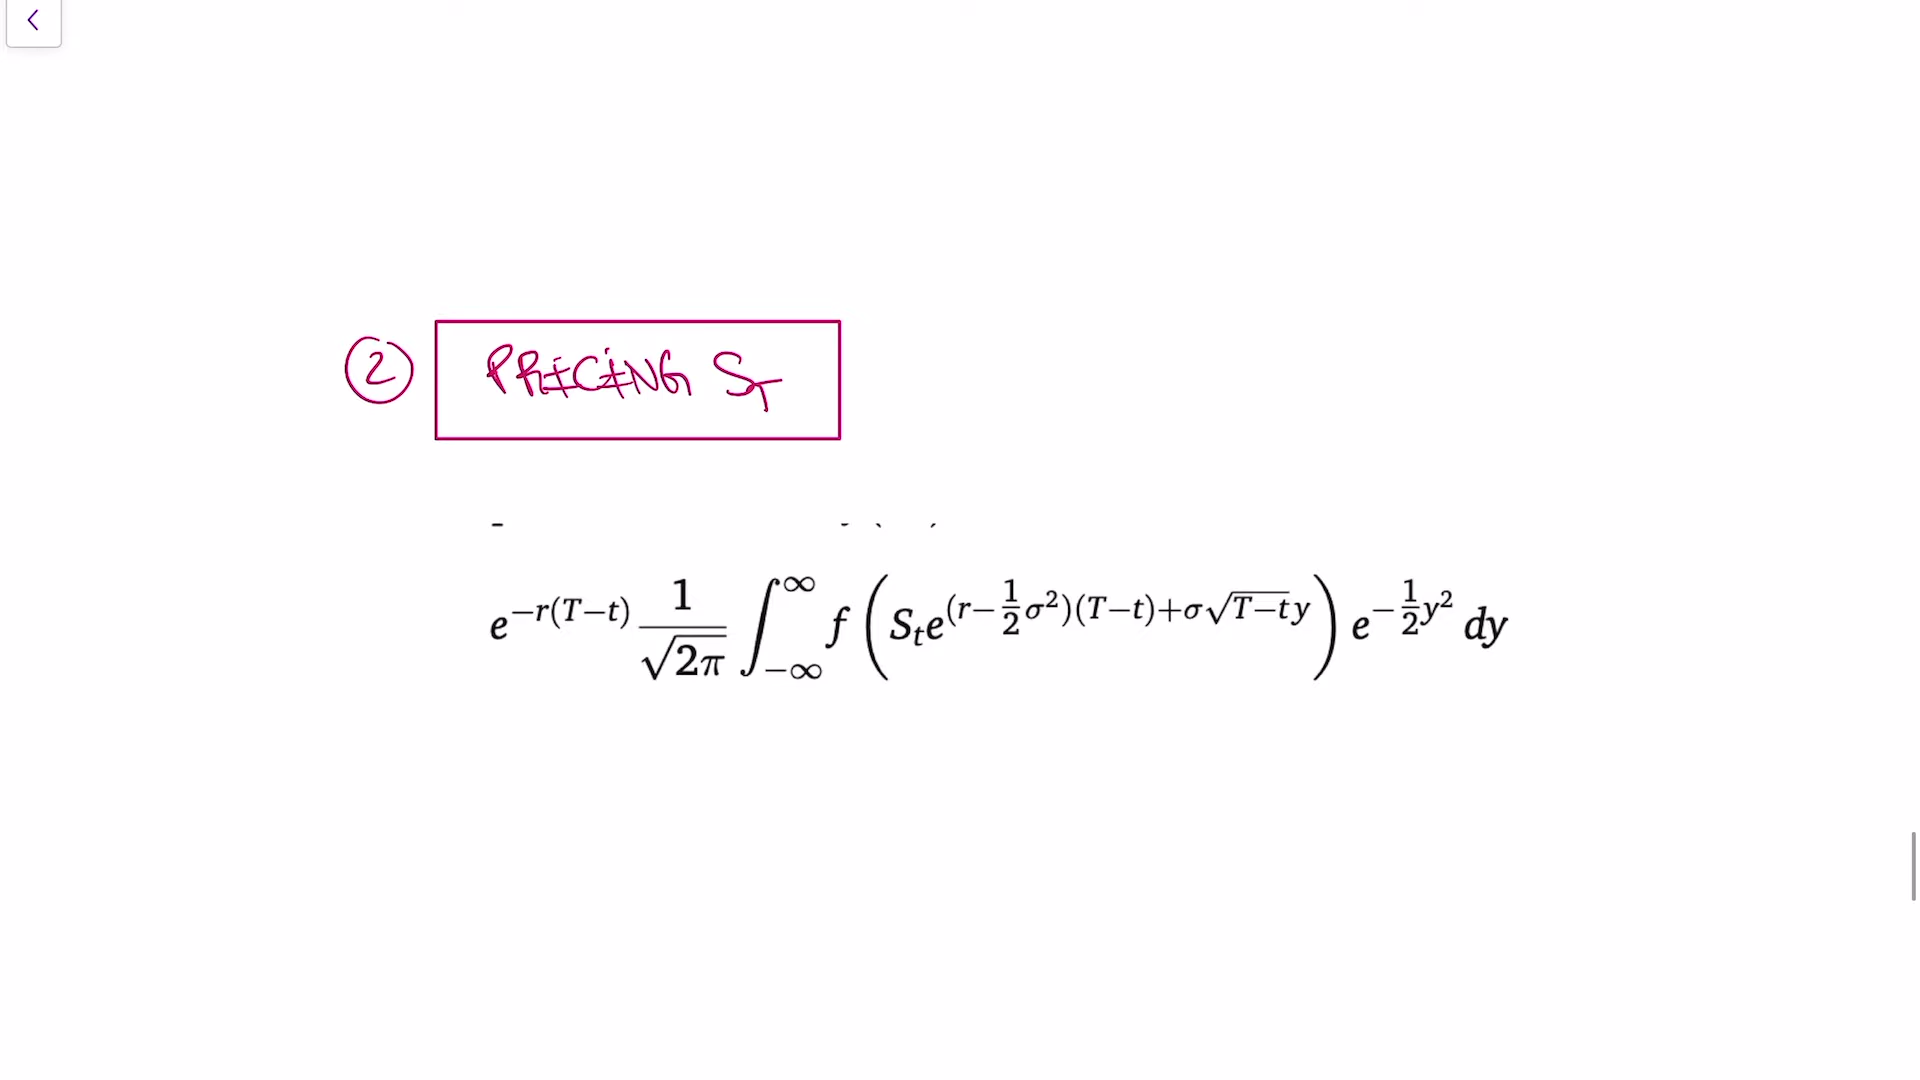 ② PRICING S_T
e^{-r(T-t)} \frac{1}{\sqrt{2\pi}} \int_{-\infty}^{\infty} f\left(S_t e^{(r-\frac{1}{2}\sigma^2)(T-t)+\sigma\sqrt{T-t}y}\right) e^{-\frac{1}{2}y^2} dy